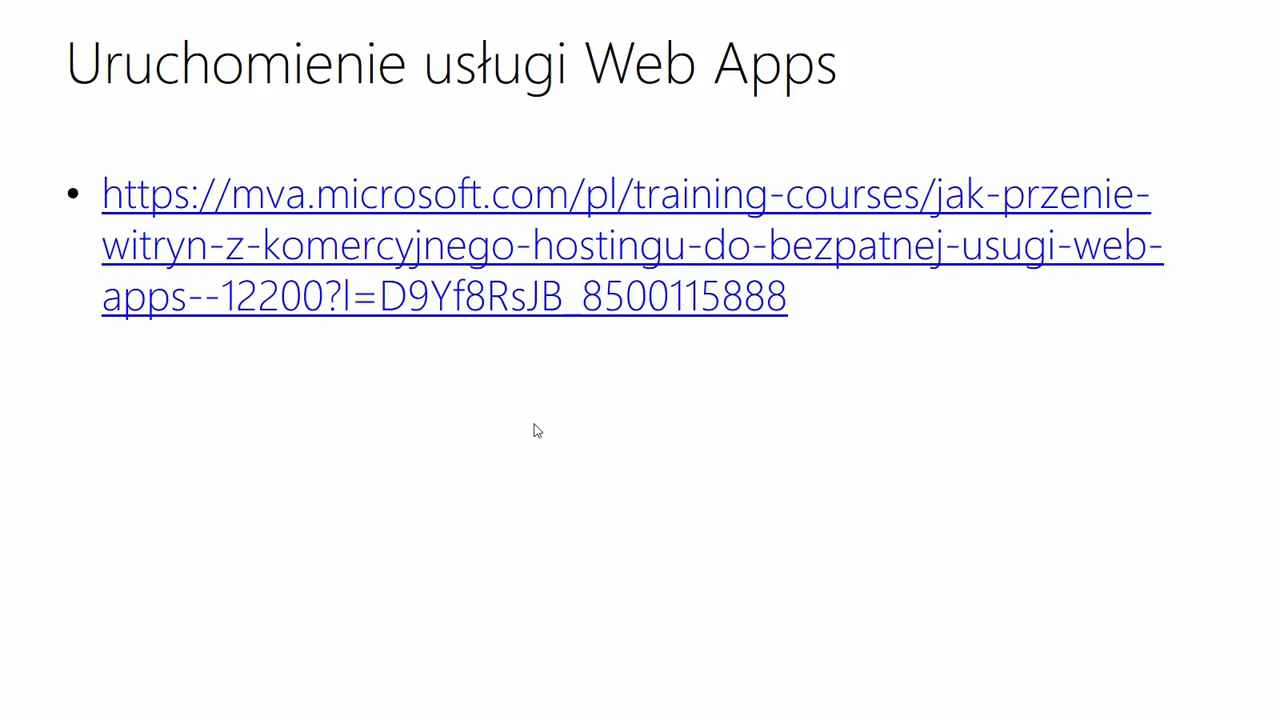 Uruchomienie usługi Web Apps
• https://mva.microsoft.com/pl/training-courses/jak-przenie-
witryn-z-komercyjnego-hostingu-do-bezpatnej-usugi-web-
apps--12200?l=D9Yf8RsJB_8500115888